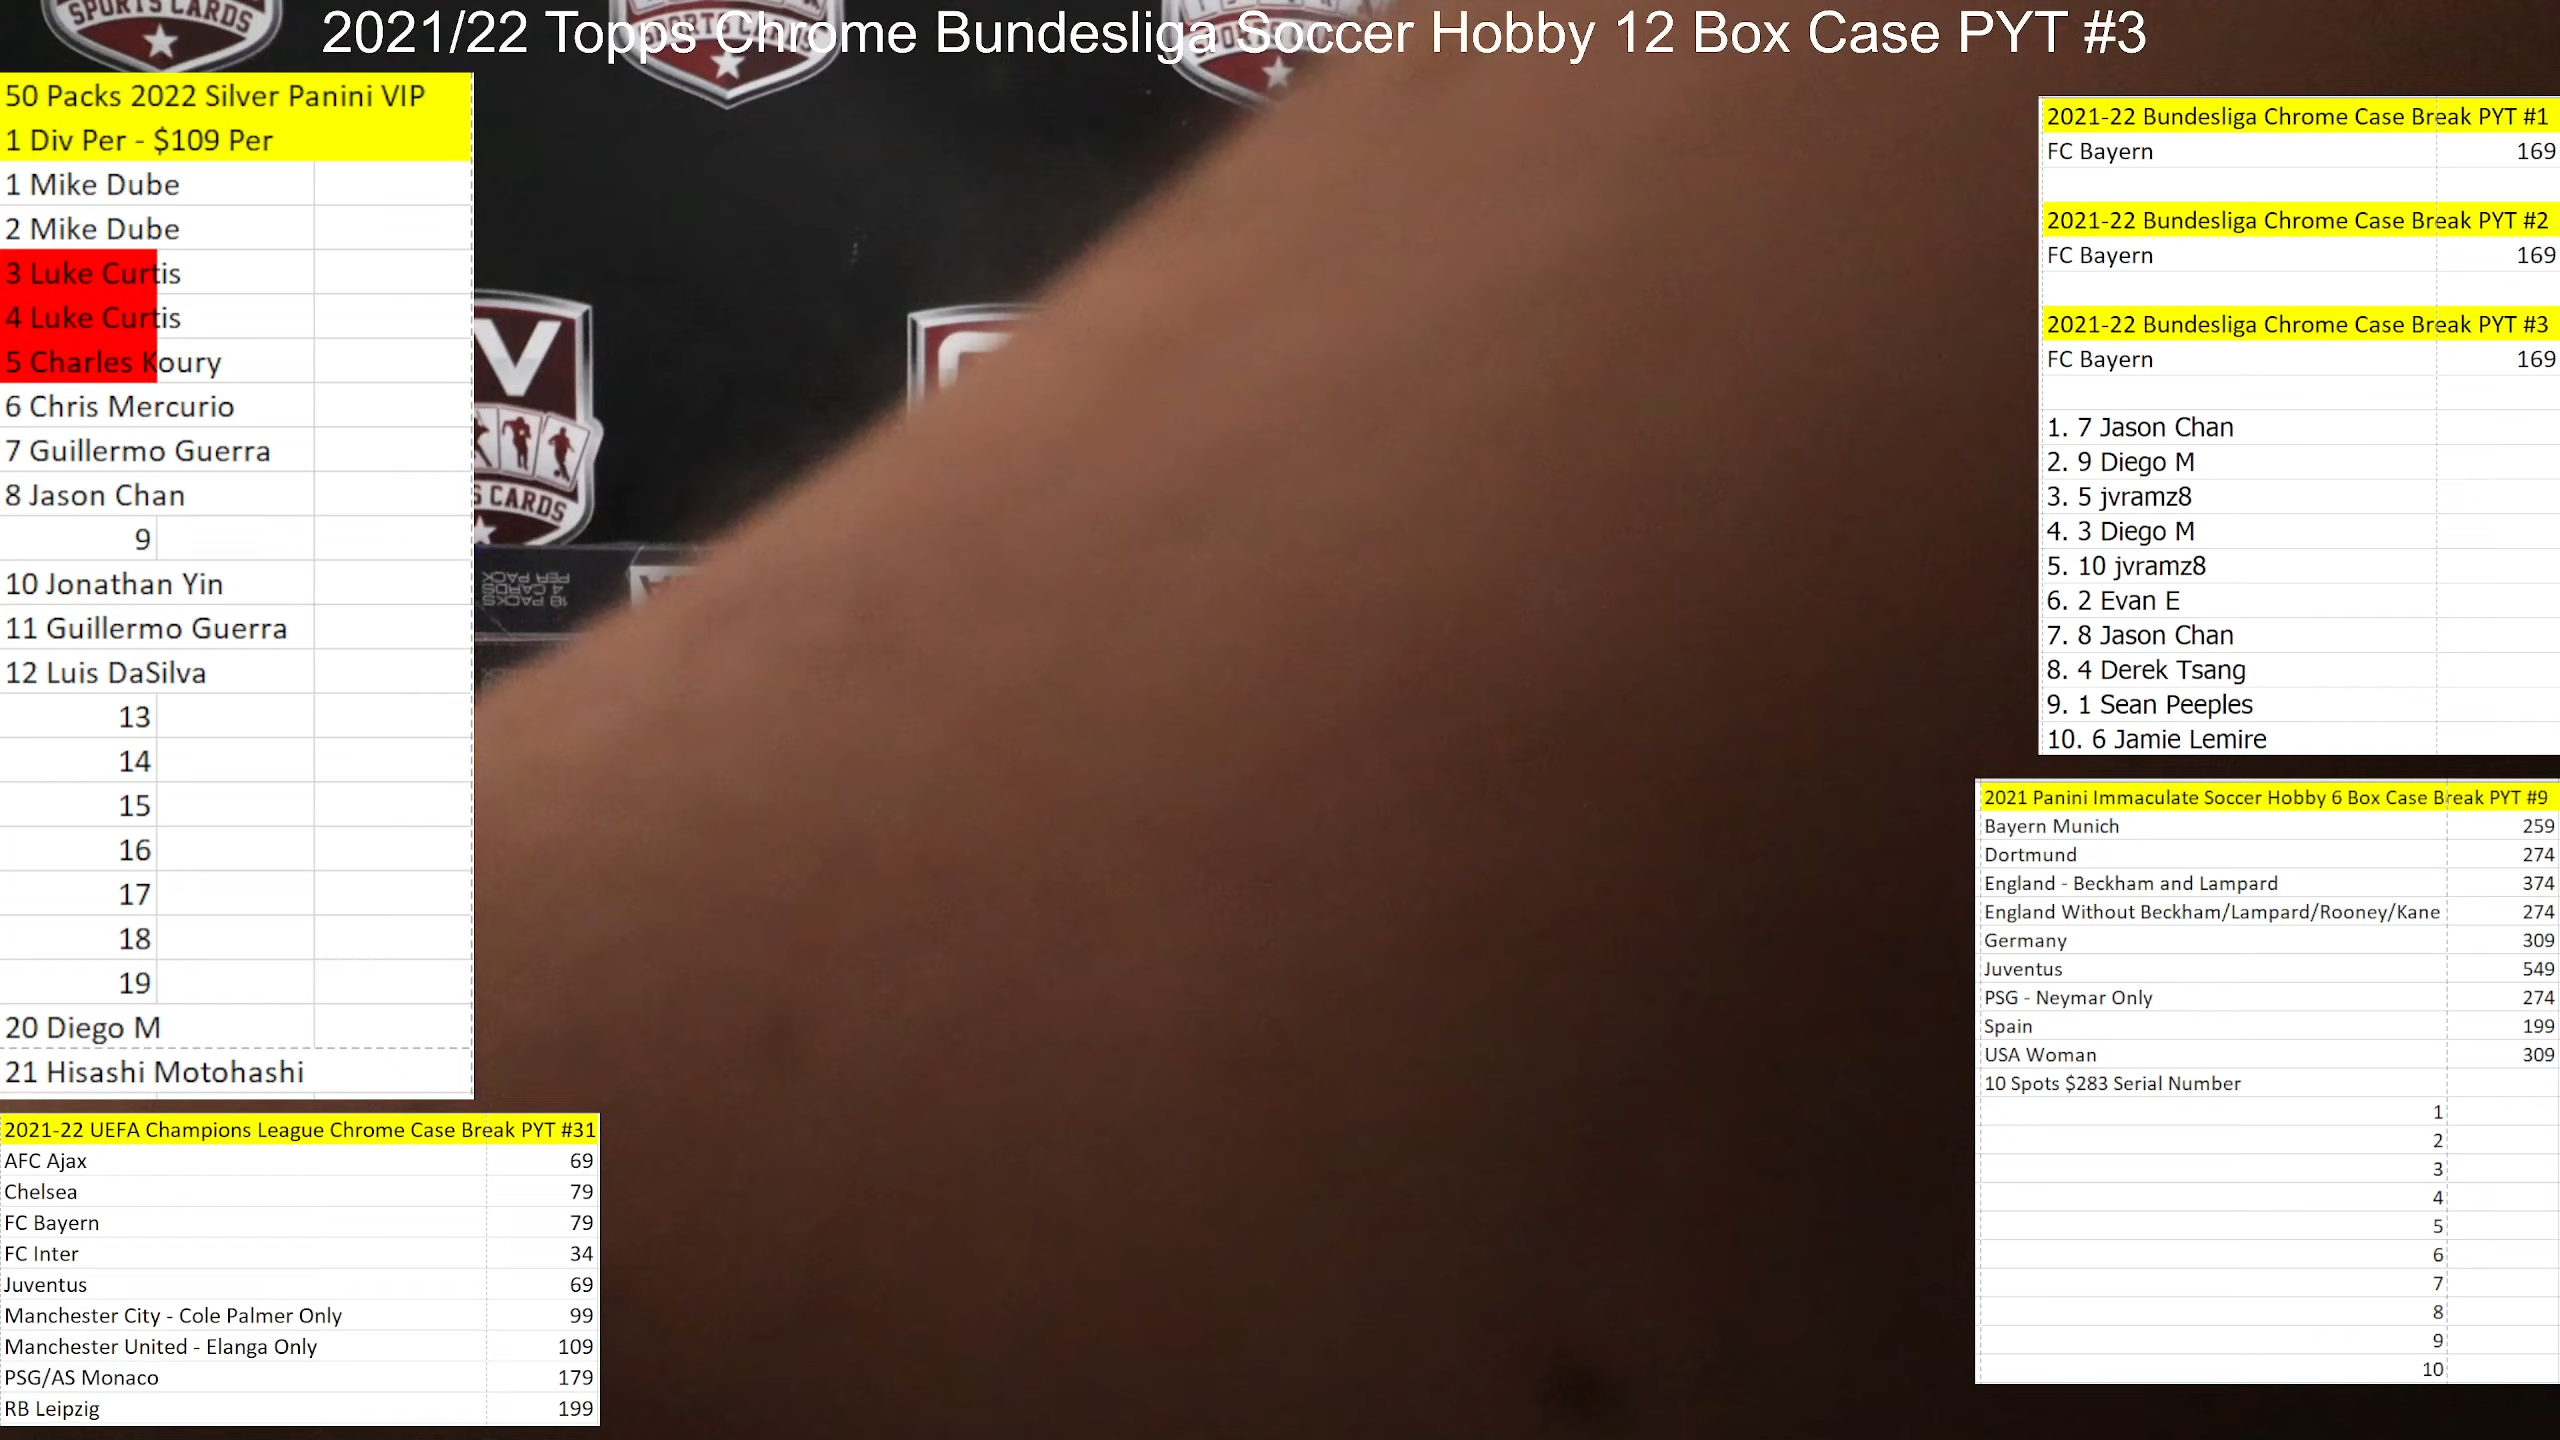 2021/22 Topps Chrome Bundesliga Soccer Hobby 12 Box Case PYT #3
SPORTS CARDS
50 Packs 2022 Silver Panini VIP
1 Div Per - $109 Per
1 Mike Dube
2 Mike Dube
3 Luke Curtis
4 Luke Curtis
5 Charles Koury
6 Chris Mercurio
7 Guillermo Guerra
8 Jason Chan
9
10 Jonathan Yin
11 Guillermo Guerra
12 Luis DaSilva
13
14
15
16
17
18
19
20 Diego M
21 Hisashi Motohashi
V
S CARDS
18 PACKS
4 CARDS
PER PACK
2021-22 UEFA Champions League Chrome Case Break PYT #31
AFC Ajax 69
Chelsea 79
FC Bayern 79
FC Inter 34
Juventus 69
Manchester City - Cole Palmer Only 99
Manchester United - Elanga Only 109
PSG/AS Monaco 179
RB Leipzig 199
2021-22 Bundesliga Chrome Case Break PYT #1
FC Bayern 169
2021-22 Bundesliga Chrome Case Break PYT #2
FC Bayern 169
2021-22 Bundesliga Chrome Case Break PYT #3
FC Bayern 169
1. 7 Jason Chan
2. 9 Diego M
3. 5 jvramz8
4. 3 Diego M
5. 10 jvramz8
6. 2 Evan E
7. 8 Jason Chan
8. 4 Derek Tsang
9. 1 Sean Peeples
10. 6 Jamie Lemire
2021 Panini Immaculate Soccer Hobby 6 Box Case Break PYT #9
Bayern Munich 259
Dortmund 274
England - Beckham and Lampard 374
England Without Beckham/Lampard/Rooney/Kane 274
Germany 309
Juventus 549
PSG - Neymar Only 274
Spain 199
USA Woman 309
10 Spots $283 Serial Number
1
2
3
4
5
6
7
8
9
10